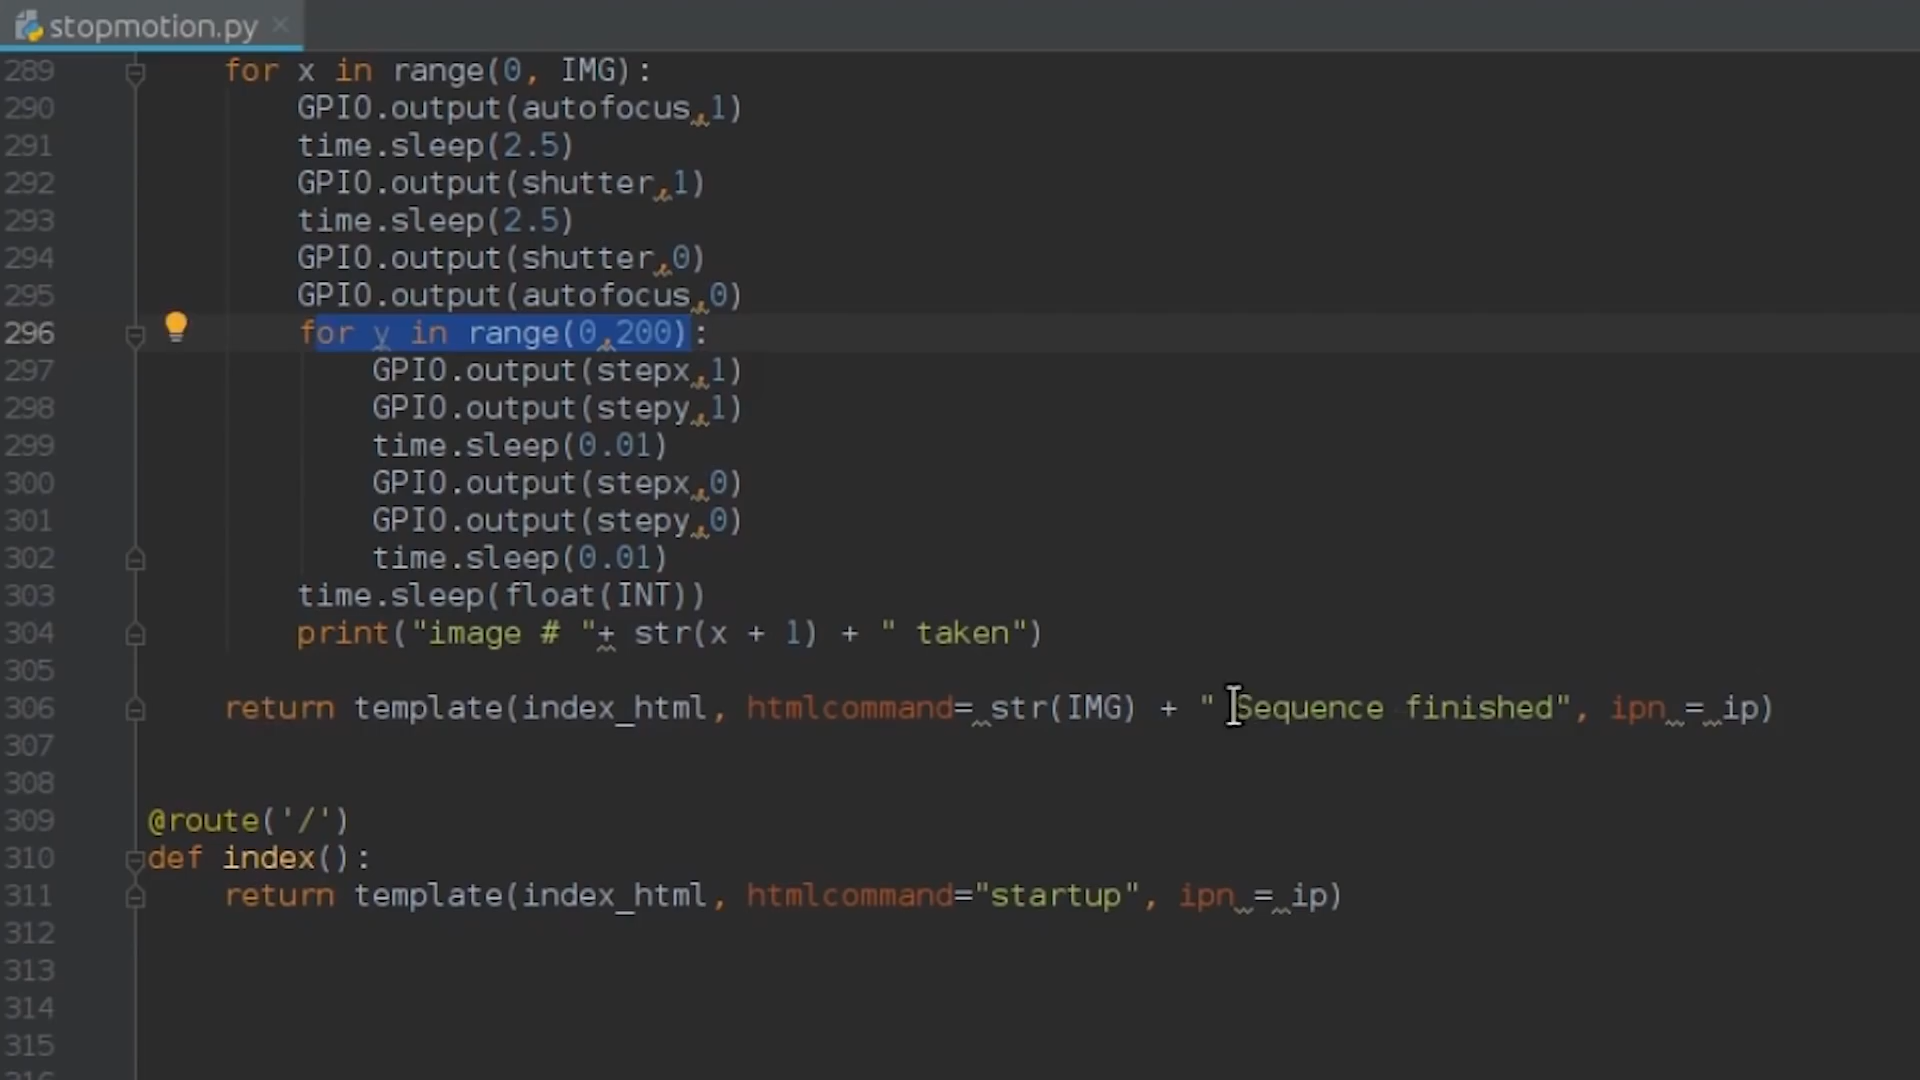 stopmotion.py
289 for x in range(0, IMG):
290 GPIO.output(autofocus,1)
291 time.sleep(2.5)
292 GPIO.output(shutter,1)
293 time.sleep(2.5)
294 GPIO.output(shutter,0)
295 GPIO.output(autofocus,0)
296 for y in range(0,200):
297 GPIO.output(stepx,1)
298 GPIO.output(stepy,1)
299 time.sleep(0.01)
300 GPIO.output(stepx,0)
301 GPIO.output(stepy,0)
302 time.sleep(0.01)
303 time.sleep(float(INT))
304 print("image # "+ str(x + 1) + " taken")
305
306 return template(index_html, htmlcommand= str(IMG) + " Sequence finished", ipn = ip)
307
308
309 @route('/')
310 def index():
311 return template(index_html, htmlcommand="startup", ipn = ip)
312
313
314
315